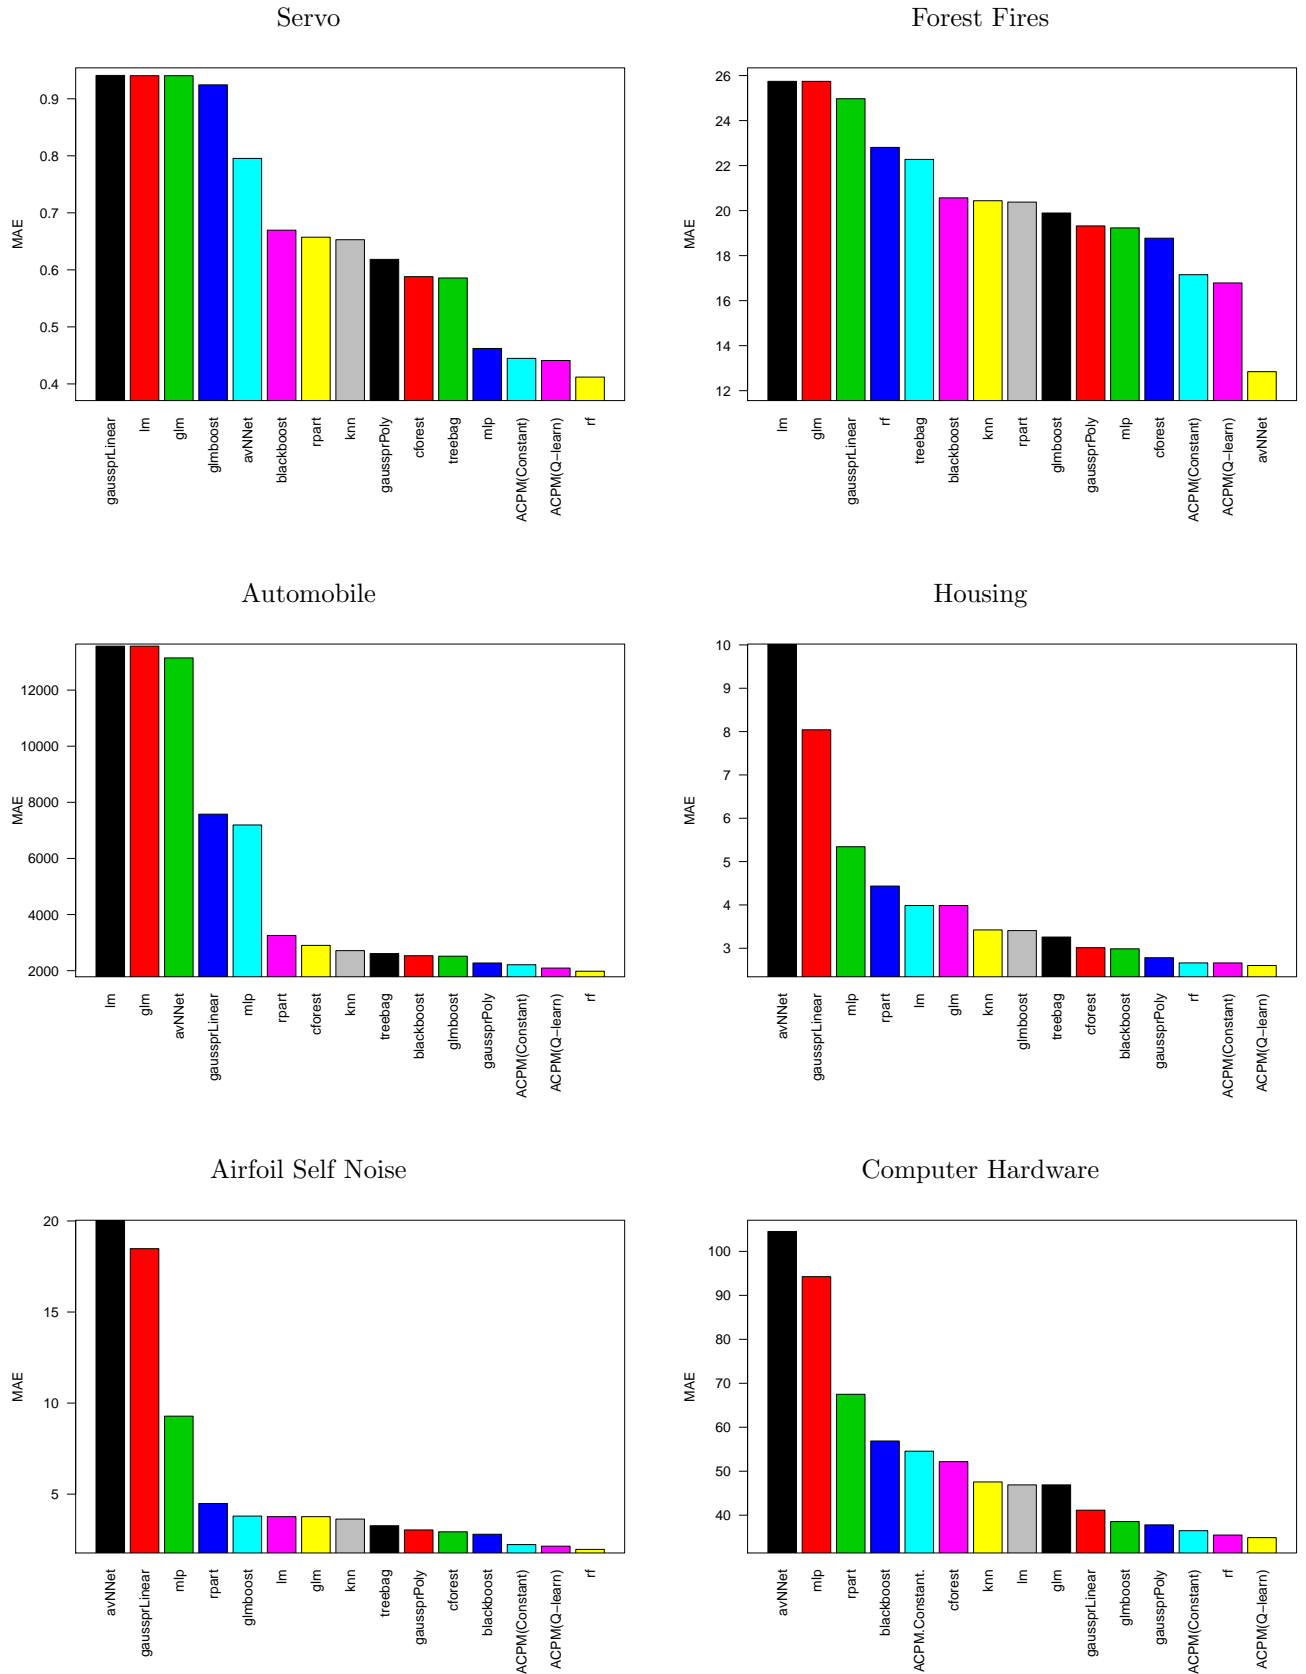 Servo
MAE
0.9
0.8
0.7
0.6
0.5
0.4
gaussprLinear
lm
glm
glmboost
avNNet
blackboost
rpart
knn
gaussprPoly
cforest
treebag
mlp
ACPM(Constant)
ACPM(Q−learn)
rf
Forest Fires
MAE
26
24
22
20
18
16
14
12
lm
glm
gaussprLinear
rf
treebag
blackboost
knn
rpart
glmboost
gaussprPoly
mlp
cforest
ACPM(Constant)
ACPM(Q−learn)
avNNet
Automobile
MAE
12000
10000
8000
6000
4000
2000
lm
glm
avNNet
gaussprLinear
mlp
rpart
cforest
knn
treebag
blackboost
glmboost
gaussprPoly
ACPM(Constant)
ACPM(Q−learn)
rf
Housing
MAE
10
9
8
7
6
5
4
3
avNNet
gaussprLinear
mlp
rpart
lm
glm
knn
glmboost
treebag
cforest
blackboost
gaussprPoly
rf
ACPM(Constant)
ACPM(Q−learn)
Airfoil Self Noise
MAE
20
15
10
5
avNNet
gaussprLinear
mlp
rpart
glmboost
lm
glm
knn
treebag
gaussprPoly
cforest
blackboost
ACPM(Constant)
ACPM(Q−learn)
rf
Computer Hardware
MAE
100
90
80
70
60
50
40
avNNet
mlp
rpart
blackboost
ACPM.Constant.
cforest
knn
lm
glm
gaussprLinear
glmboost
gaussprPoly
ACPM(Constant)
rf
ACPM(Q−learn)